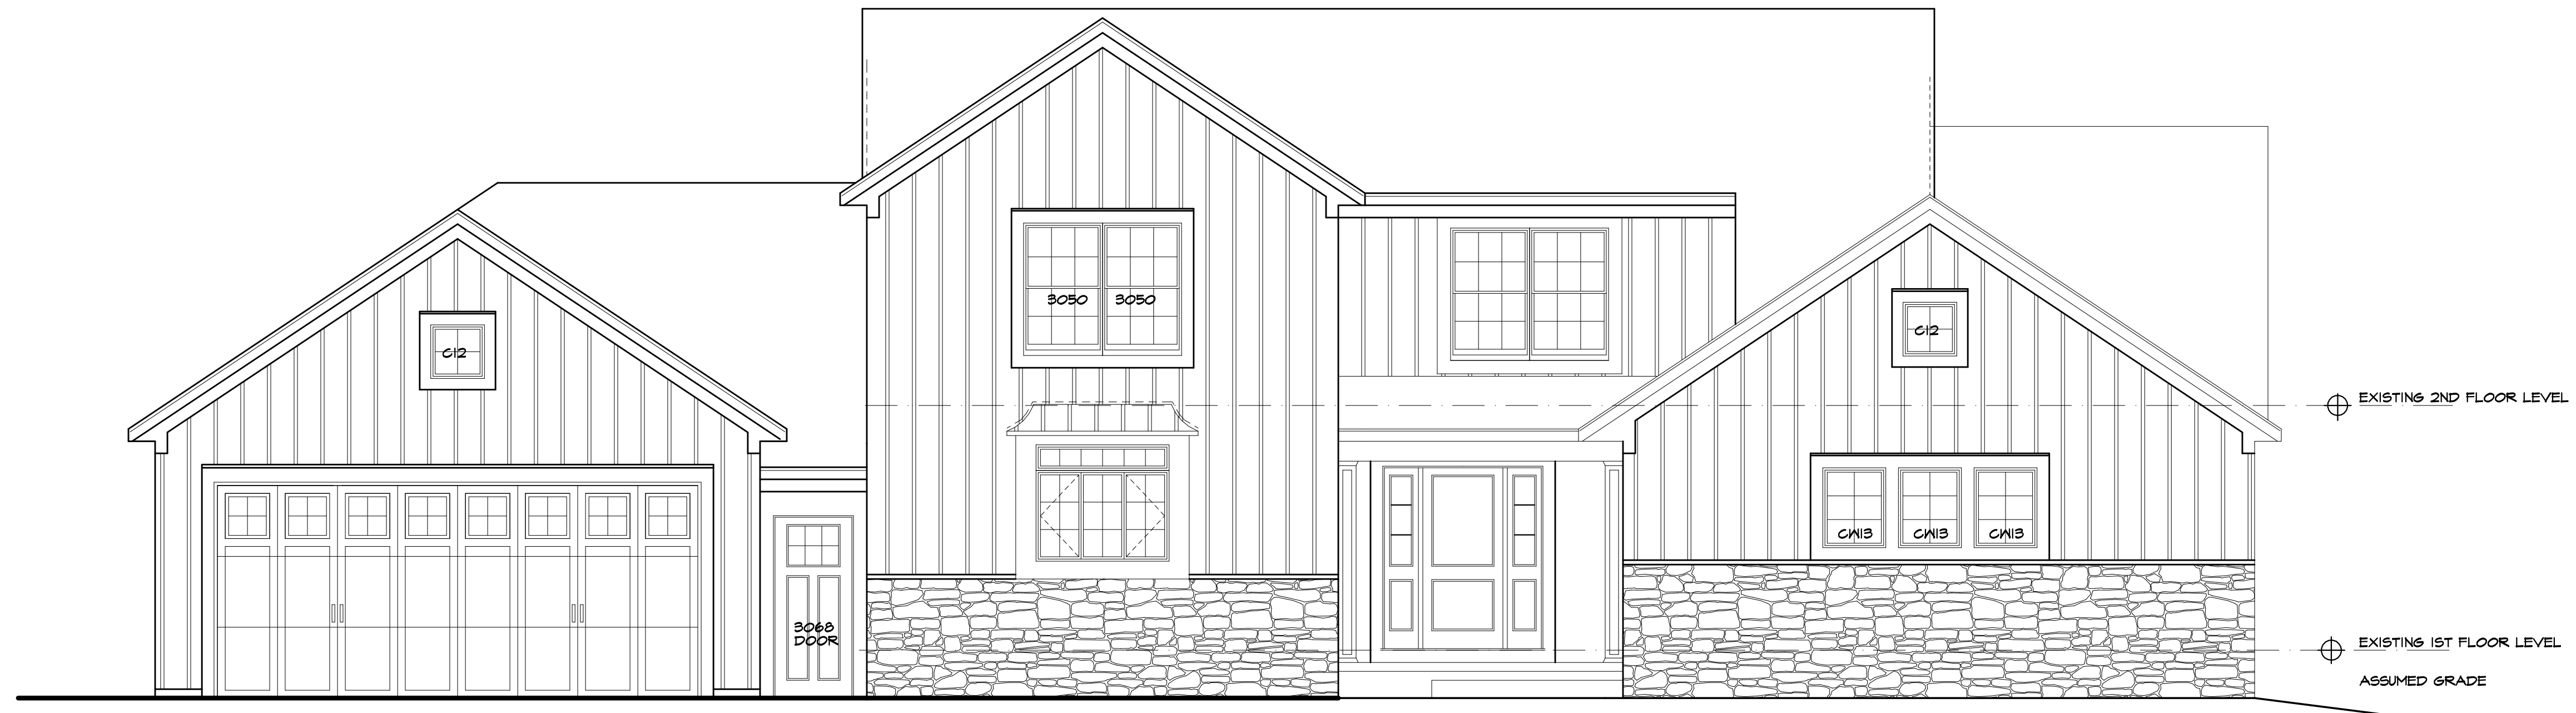 3050 3050
C12
C12
EXISTING 2ND FLOOR LEVEL
CW13 CW13 CW13
3068
DOOR
EXISTING 1ST FLOOR LEVEL
ASSUMED GRADE